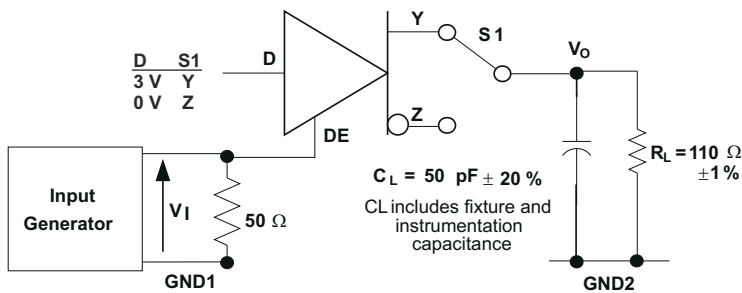 Y
S1
VO
D S1
3 V Y
0 V Z
D
Z
DE
CL = 50 pF ± 20 %
RL = 110 Ω
±1 %
Input
Generator
VI
50 Ω
CL includes fixture and
instrumentation
capacitance
GND1
GND2